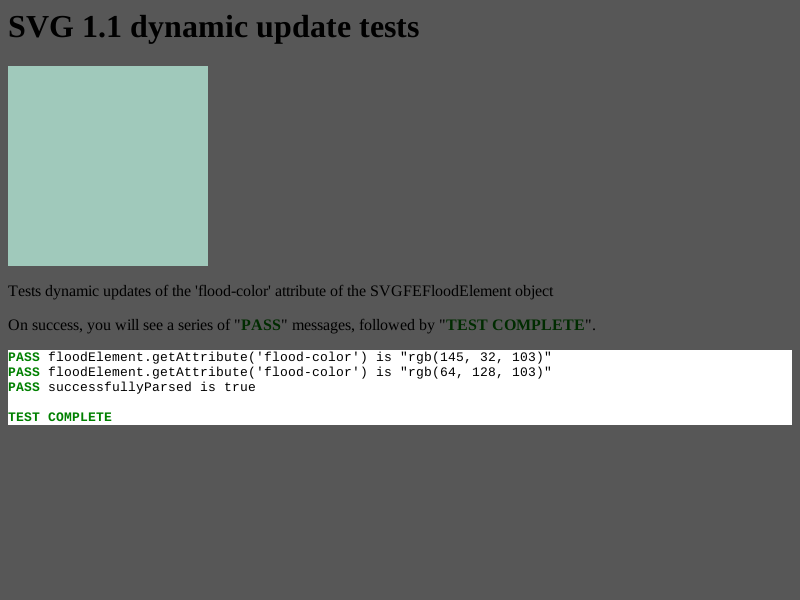 SVG 1.1 dynamic update tests
Tests dynamic updates of the 'flood-color' attribute of the SVGFEFloodElement object
On success, you will see a series of "PASS" messages, followed by "TEST COMPLETE".
PASS floodElement.getAttribute('flood-color') is "rgb(145, 32, 103)"
PASS floodElement.getAttribute('flood-color') is "rgb(64, 128, 103)"
PASS successfullyParsed is true
TEST COMPLETE